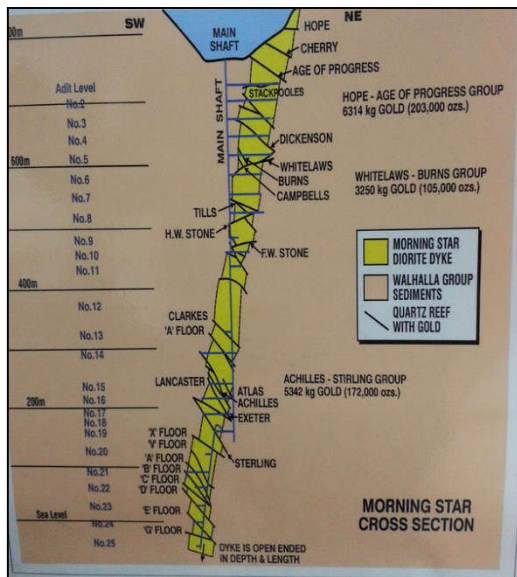 SW
NE
MAIN
SHAFT
HOPE
CHERRY
AGE OF PROGRESS
Adit Level
STACKPOOLES
HOPE - AGE OF PROGRESS GROUP
6314 kg GOLD (203,000 ozs.)
No.2
MAIN SHAFT
No.3
No.4
DICKENSON
600m
No.5
WHITELAWS
BURNS
CAMPBELLS
WHITELAWS - BURNS GROUP
3250 kg GOLD (105,000 ozs.)
No.6
No.7
TILLS
No.8
H.W. STONE
F.W. STONE
No.9
No.10
No.11
MORNING STAR
DIORITE DYKE
WALHALLA GROUP
SEDIMENTS
QUARTZ REEF
WITH GOLD
400m
No.12
CLARKES
'A' FLOOR
No.13
No.14
LANCASTER
ATLAS
ACHILLES
EXETER
ACHILLES - STIRLING GROUP
5342 kg GOLD (172,000 ozs.)
No.15
No.16
200m
No.17
No.18
No.19
'X' FLOOR
'V' FLOOR
No.20
'A' FLOOR
STERLING
'B' FLOOR
No.21
'C' FLOOR
No.22
'D' FLOOR
No.23
'E' FLOOR
Sea Level
No.24
'G' FLOOR
No.25
MORNING STAR
CROSS SECTION
DYKE IS OPEN ENDED
IN DEPTH & LENGTH